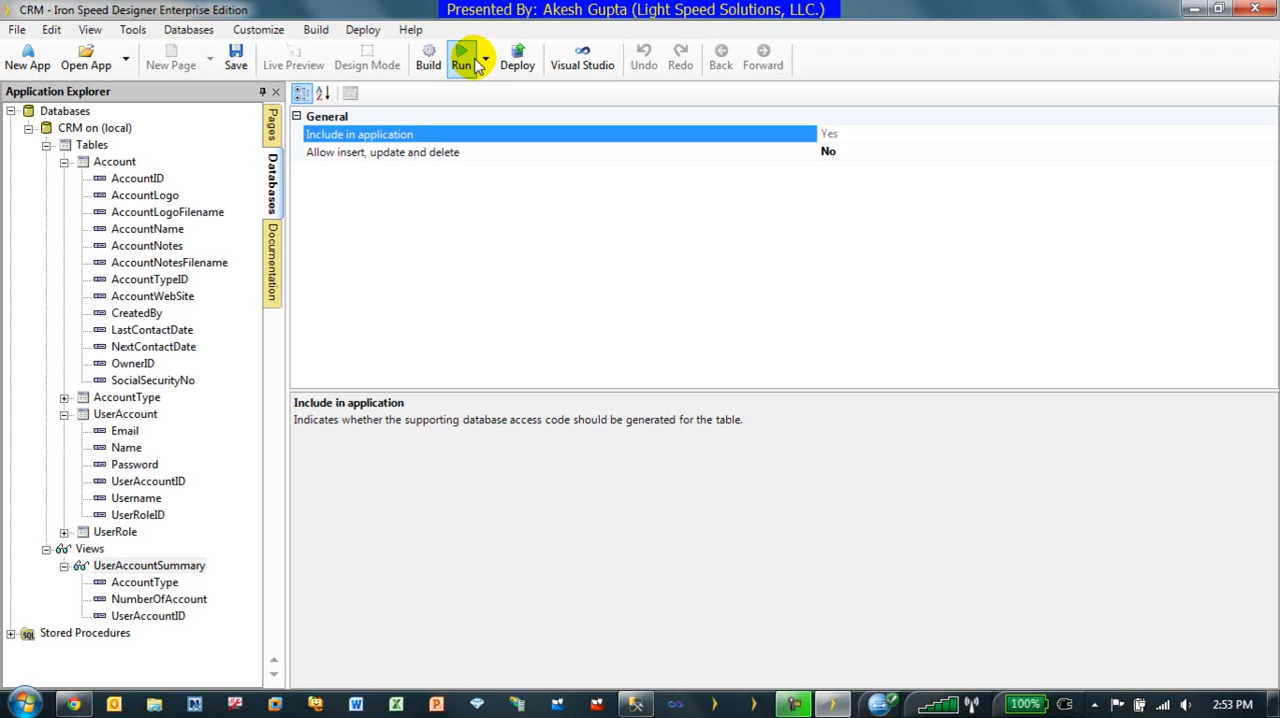 CRM - Iron Speed Designer Enterprise Edition
Presented By: Akesh Gupta (Light Speed Solutions, LLC.)
File Edit View Tools Databases Customize Build Deploy Help
New App Open App New Page Save Live Preview Design Mode Build Run Deploy Visual Studio Undo Redo Back Forward
Application Explorer
Databases
CRM on (local)
Tables
Account
AccountID
AccountLogo
AccountLogoFilename
AccountName
AccountNotes
AccountNotesFilename
AccountTypeID
AccountWebSite
CreatedBy
LastContactDate
NextContactDate
OwnerID
SocialSecurityNo
AccountType
UserAccount
Email
Name
Password
UserAccountID
Username
UserRoleID
UserRole
Views
UserAccountSummary
AccountType
NumberOfAccount
UserAccountID
Stored Procedures
Pages
Databases
Documentation
General
Include in application Yes
Allow insert, update and delete No
Include in application
Indicates whether the supporting database access code should be generated for the table.
100%
2:53 PM